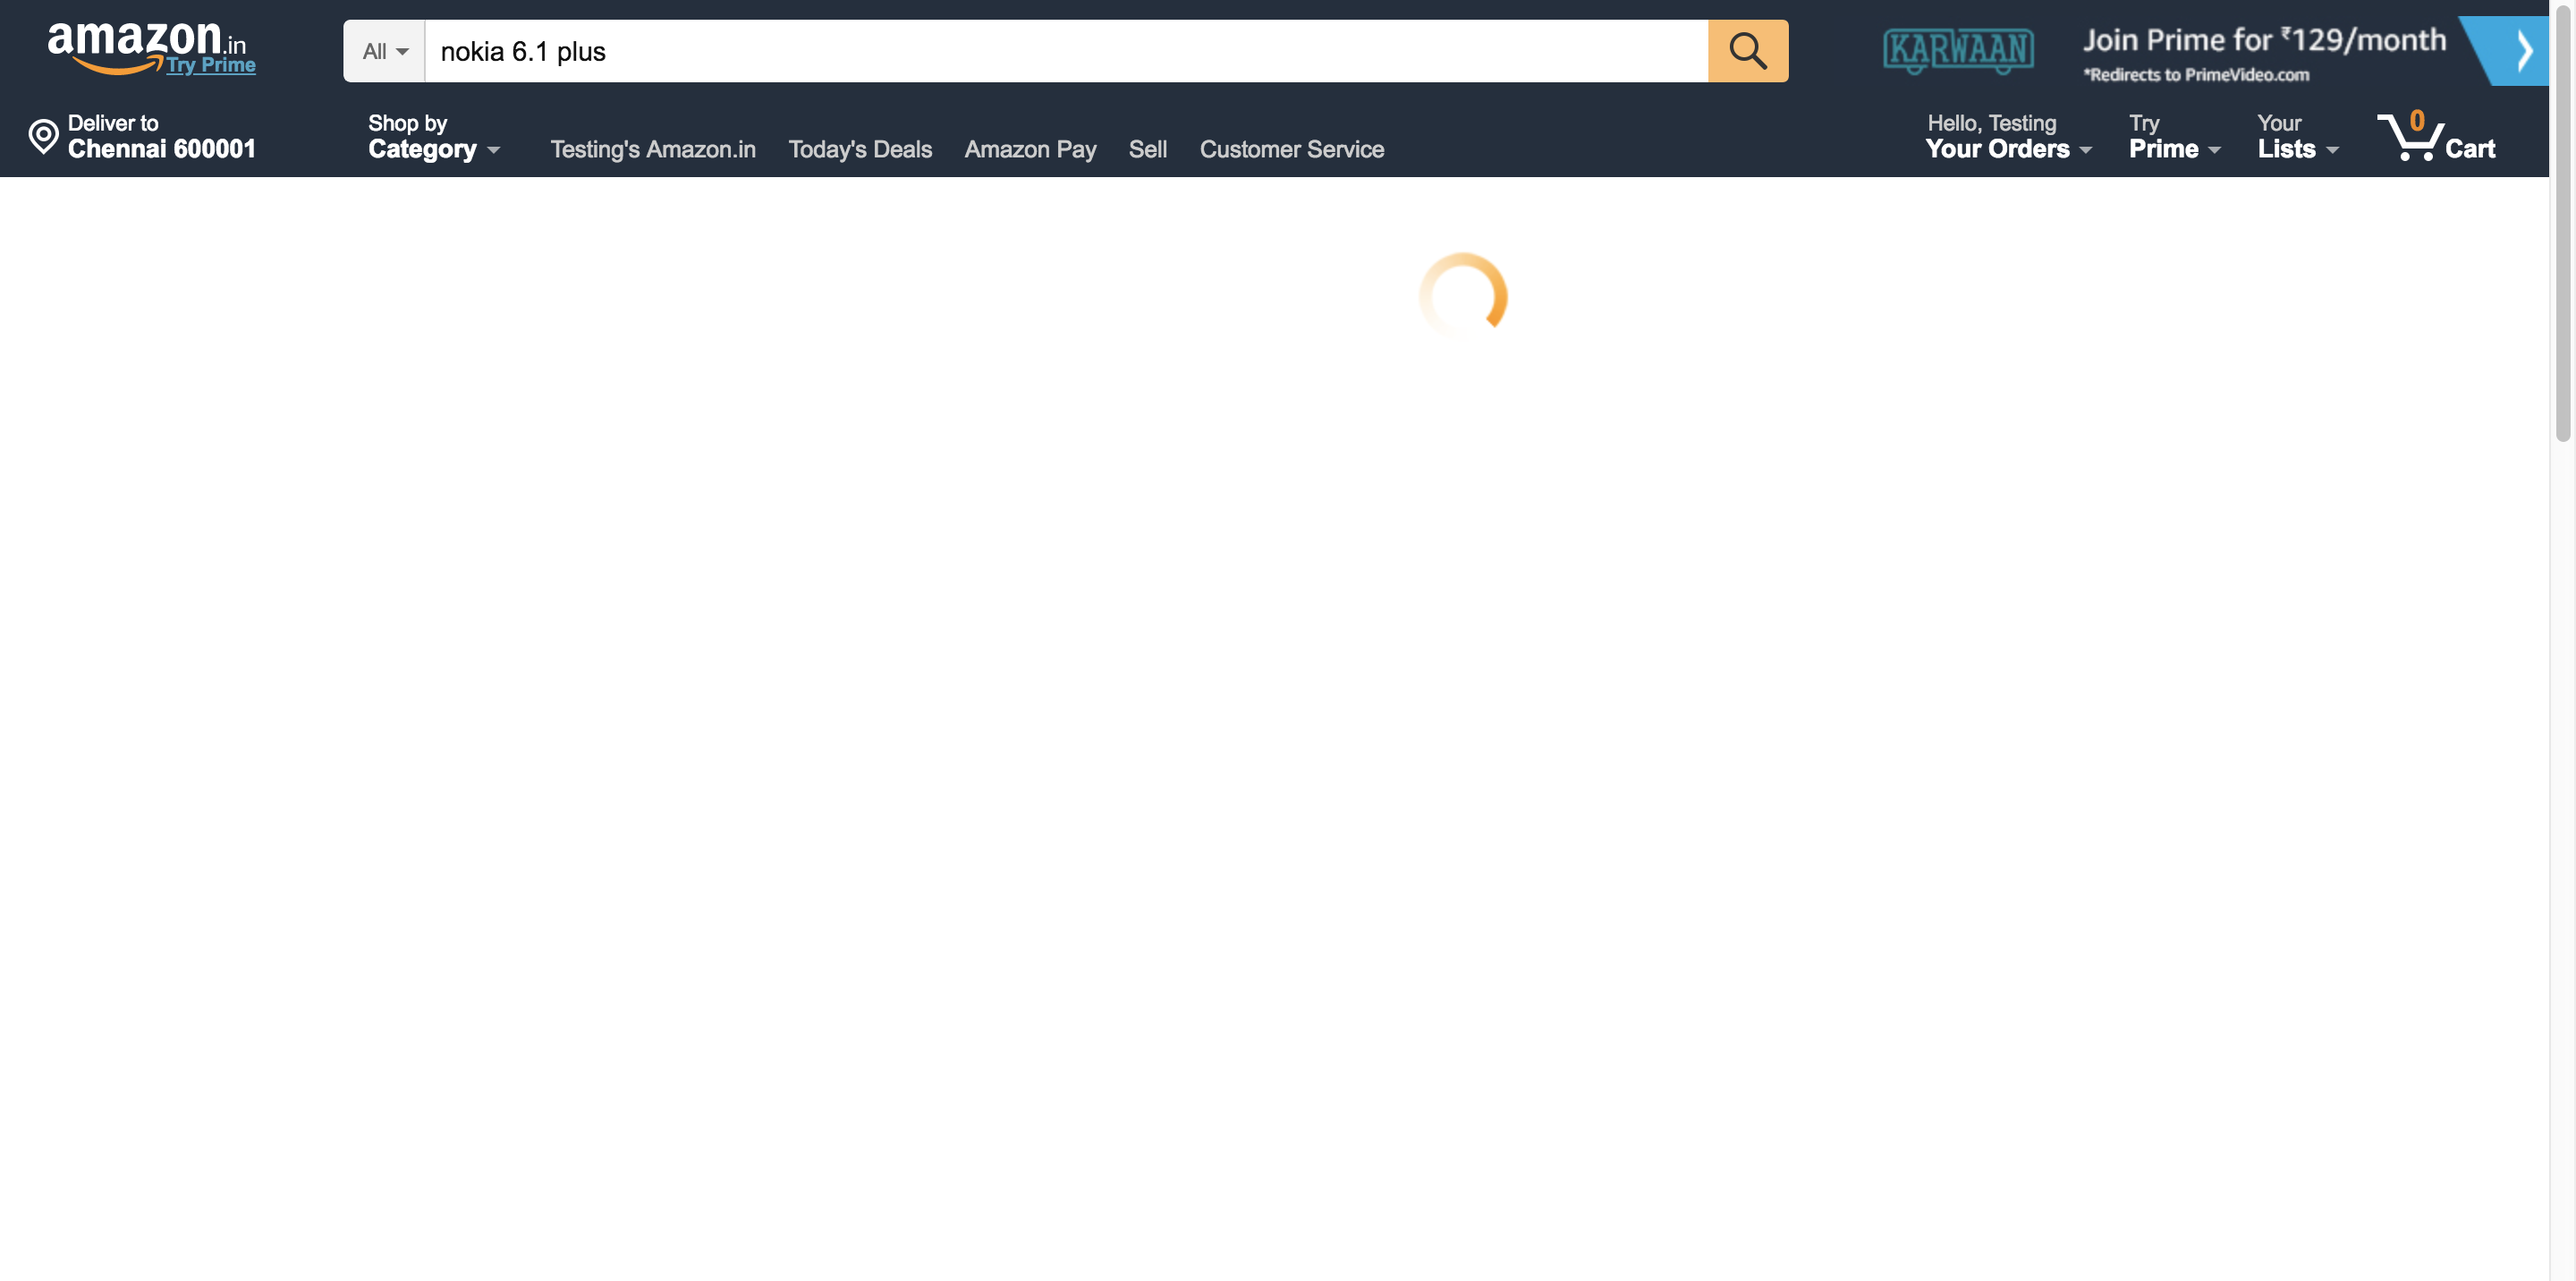 amazon.in
Try Prime
All
nokia 6.1 plus
KARWAAN
Join Prime for ₹129/month
*Redirects to PrimeVideo.com
Deliver to
Chennai 600001
Shop by
Category
Testing's Amazon.in
Today's Deals
Amazon Pay
Sell
Customer Service
Hello, Testing
Your Orders
Try
Prime
Your
Lists
0
Cart